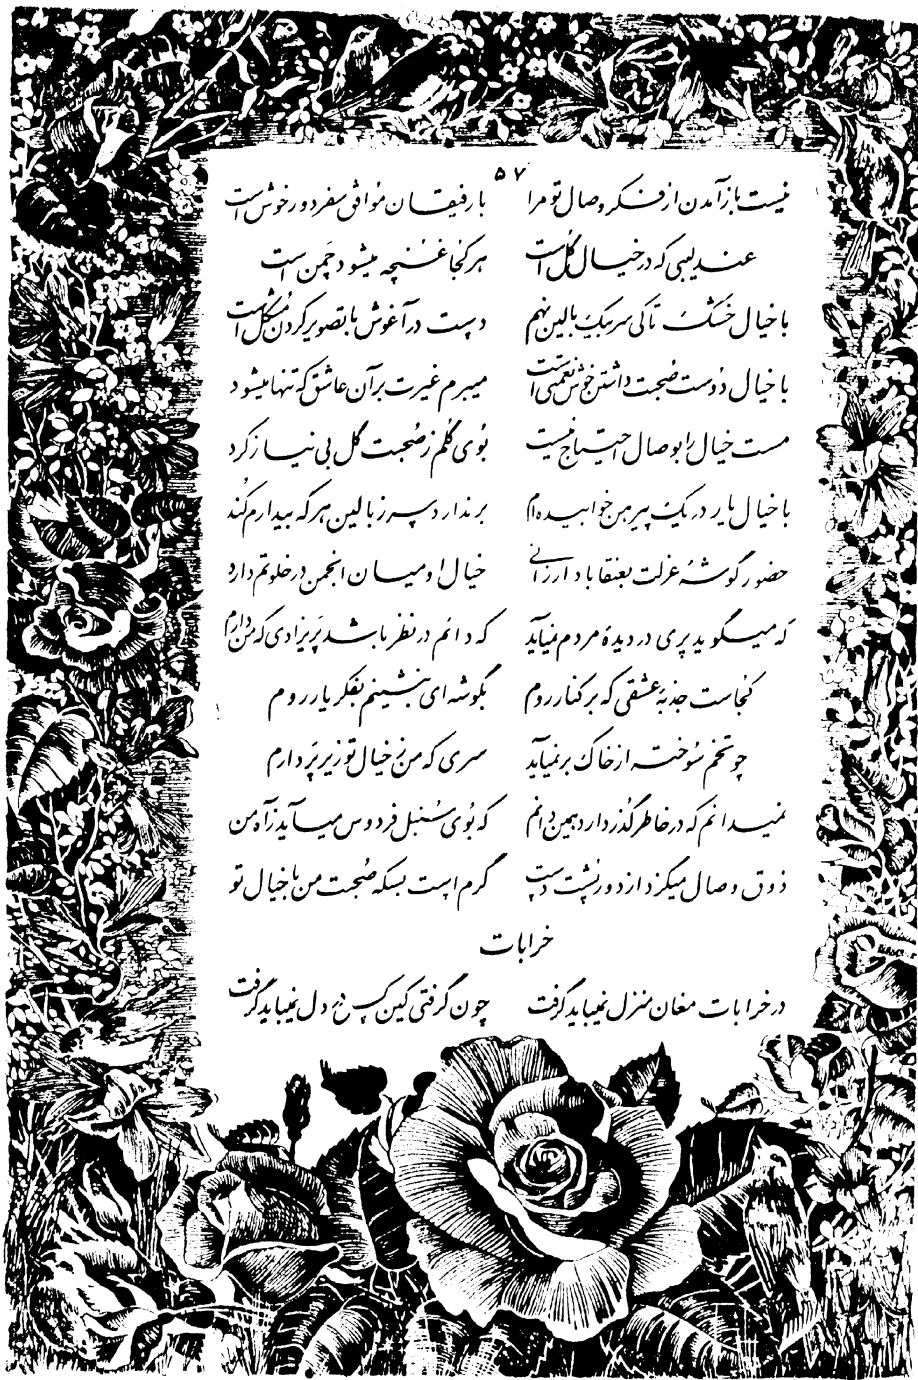 ۵۷
نیست باز آمدن از فکر وصال تو مرا با رفیقان موافق سفر دور خوش است
عندلیبی که در خیال گل است هر کجا غنچه میشود چمن است
با خیال خشک تا کی سر بیک بالین نهم دست در آغوش با تصویر کردن مشکل است
با خیال دوست صحبت داشتن خوش نعمتی است میبرم غیرت بر آن عاشق که تنها میشود
مست خیال را بوصال احتیاج نیست بوی گلم ز صحبت گل بی نیاز کرد
با خیال یار در یک پیرهن خوابیده‌ام بر ندارد سر ز بالین هر که بیدارم کند
حضور گوشه عزلت بعنقا باد ارزانی خیال او میان انجمن در خلوتم دارد
که میگوید پری در دیدهٔ مردم نمیآید که دائم در نظر باشد پریزادی که من دارم
کجاست جذبهٔ عشقی که بر کنار روم بگوشه‌ای بنشینم بفکر یار روم
چو تخم سوخته از خاک بر نمیآید سری که من ز خیال تو زیر پر دارم
نمیدانم که در خاطر گذر دارد همین دانم که بوی سنبل فردوس میآید ز آه من
ذوق وصال میگزد از دور پشت دست گرم است بسکه صحبت من با خیال تو
خرابات
در خرابات مغان منزل نمیباید گرفت چون گرفتی کین کس در دل نمیباید گرفت